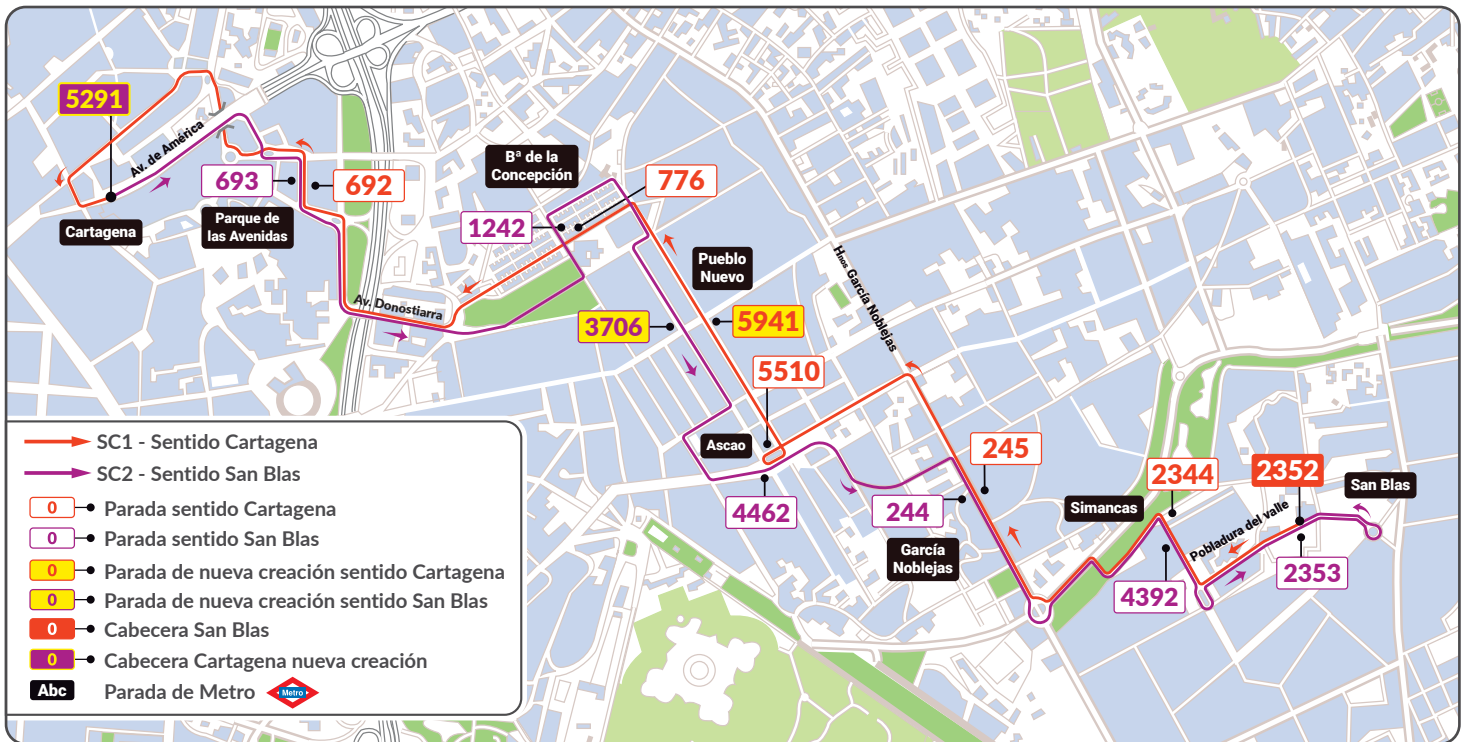 5291
Av. de América
693
692
Cartagena
Parque de
las Avenidas
Bª de la
Concepción
776
1242
Av. Donostiarra
Pueblo
Nuevo
Hnos García Noblejas
3706
5941
5510
Ascao
4462
245
244
García
Noblejas
Simancas
2344
2352
San Blas
Pobladura del valle
4392
2353
SC1 - Sentido Cartagena
SC2 - Sentido San Blas
0 Parada sentido Cartagena
0 Parada sentido San Blas
0 Parada de nueva creación sentido Cartagena
0 Parada de nueva creación sentido San Blas
0 Cabecera San Blas
0 Cabecera Cartagena nueva creación
Abc Parada de Metro Metro